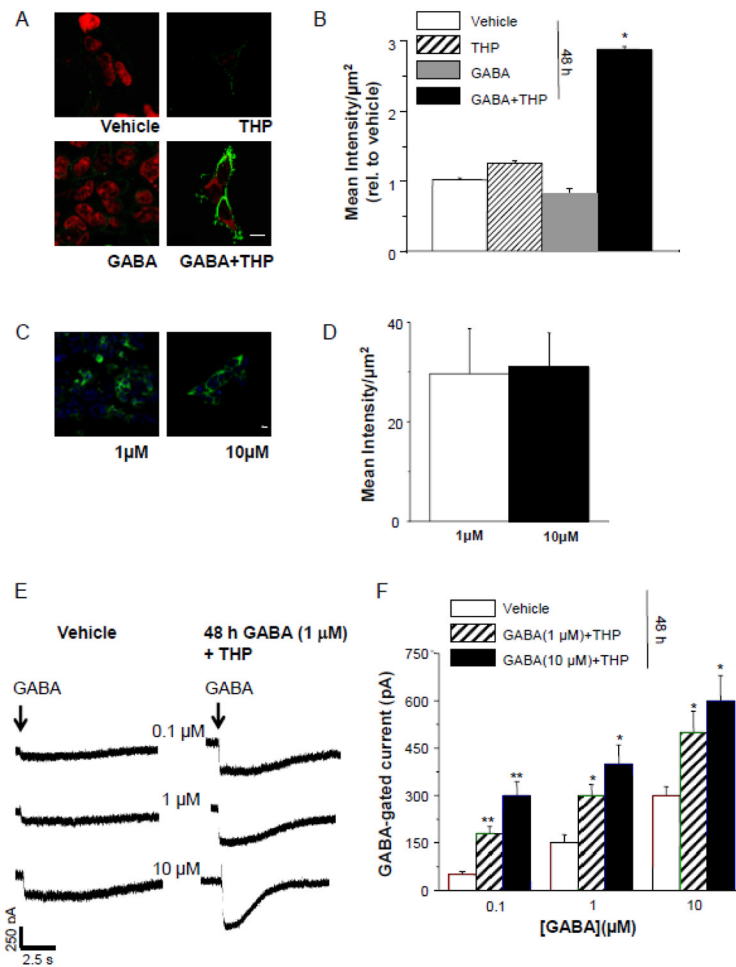 A
Vehicle
THP
GABA
GABA+THP
B
Vehicle
THP
GABA
GABA+THP
48 h
*
Mean Intensity/µm²
(rel. to vehicle)
3
2
1
0
C
1µM
10µM
D
Mean Intensity/µm²
40
20
0
1µM
10µM
E
Vehicle
48 h GABA (1 µM)
+ THP
GABA
GABA
0.1 µM
1 µM
10 µM
250 nA
2.5 s
F
Vehicle
GABA(1 µM)+THP
GABA(10 µM)+THP
48 h
GABA-gated current (pA)
750
600
450
300
150
0
**
**
*
*
*
*
0.1
1
10
[GABA](µM)